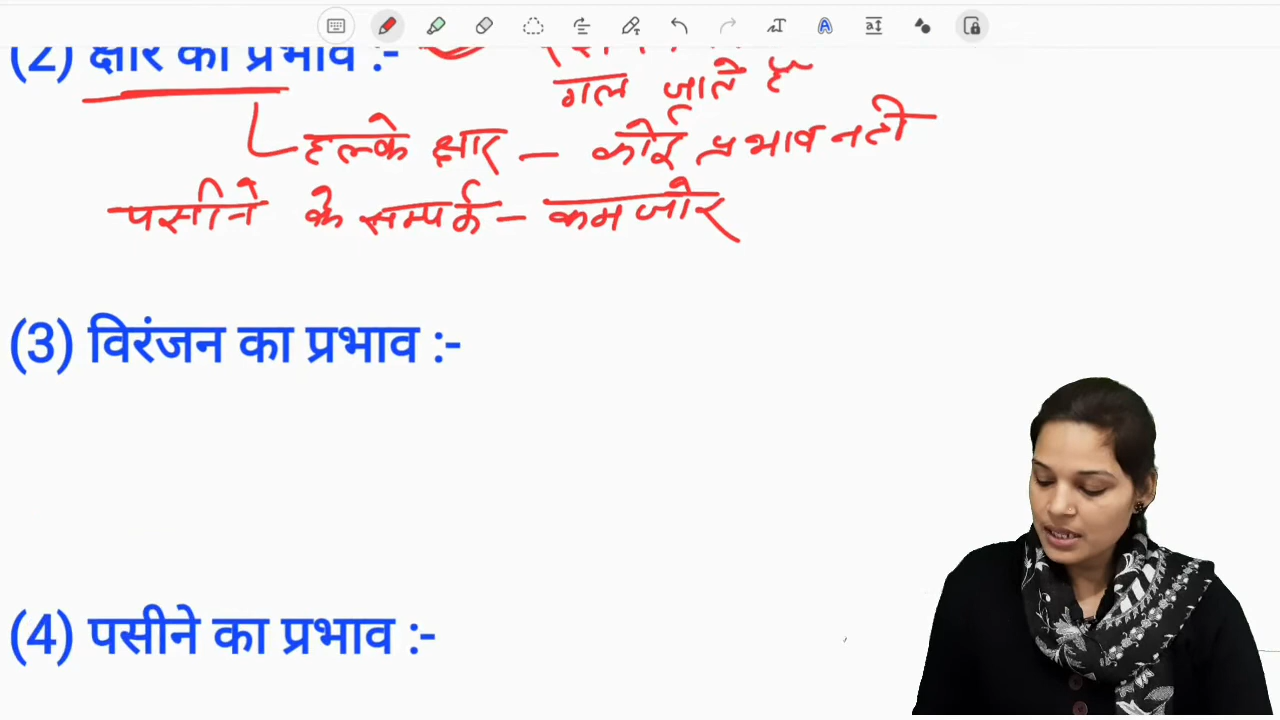 (2) क्षार का प्रभाव :-
गल जाते है
हल्के क्षार – कोई प्रभाव नही
पसीने के सम्पर्क – कमजोर
(3) विरंजन का प्रभाव :-
(4) पसीने का प्रभाव :-